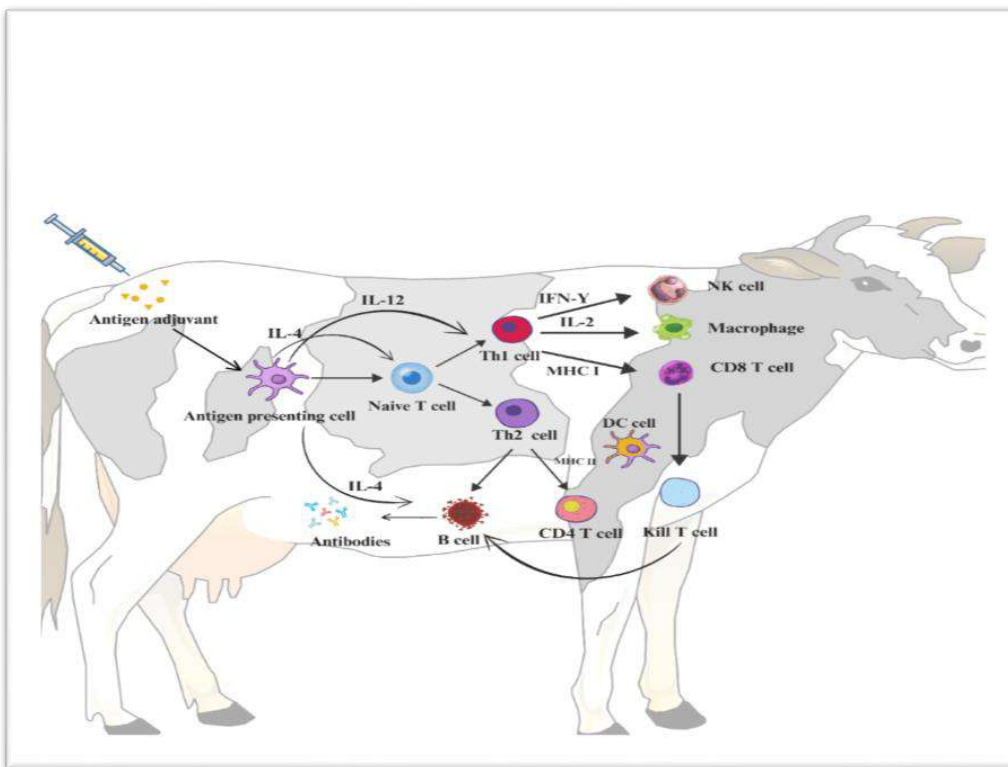 IL-12
IFN-Y
NK cell
Antigen adjuvant
IL-4
IL-2
Macrophage
Th1 cell
MHC I
CD8 T cell
Antigen presenting cell
Naive T cell
Th2 cell
DC cell
MHC II
IL-4
Antibodies
B cell
CD4 T cell
Kill T cell